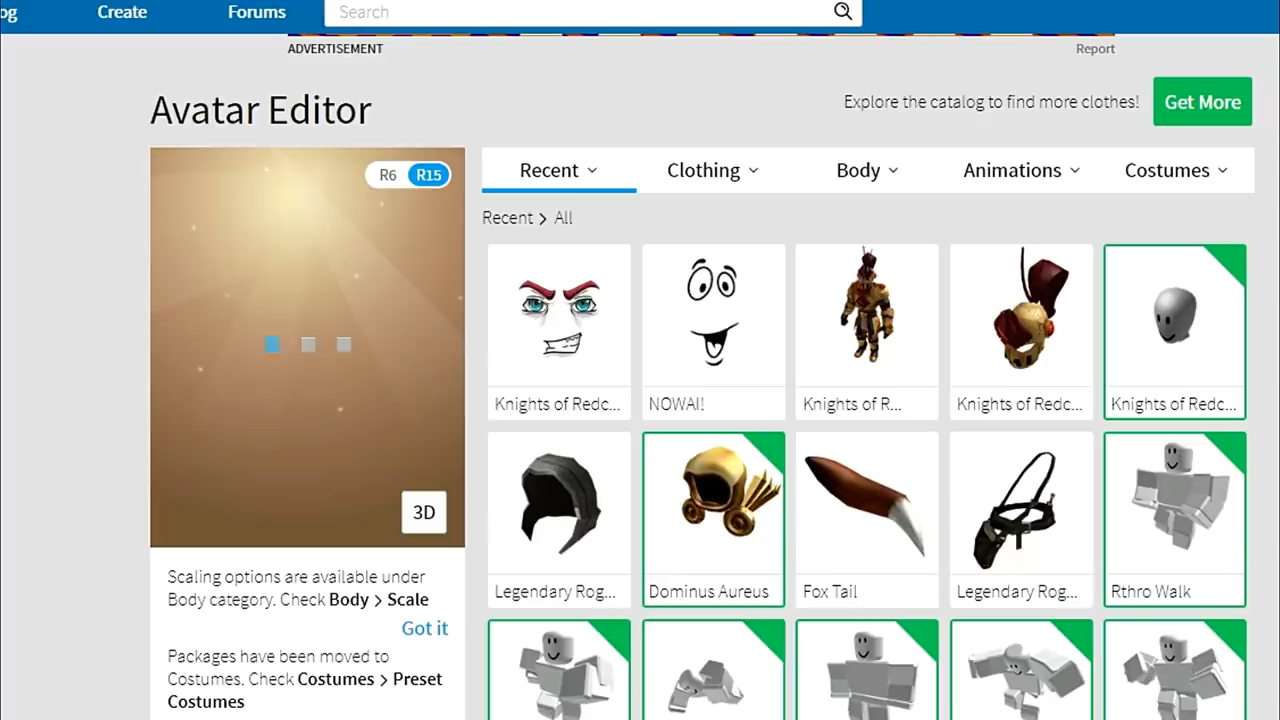 og
Create
Forums
Search
ADVERTISEMENT
Report
Avatar Editor
Explore the catalog to find more clothes!
Get More
R6
R15
3D
Scaling options are available under
Body category. Check Body > Scale
Got it
Packages have been moved to
Costumes. Check Costumes > Preset
Costumes
Recent
Clothing
Body
Animations
Costumes
Recent > All
Knights of Redc...
NOWAI!
Knights of R...
Knights of Redc...
Knights of Redc...
Legendary Rog...
Dominus Aureus
Fox Tail
Legendary Rog...
Rthro Walk